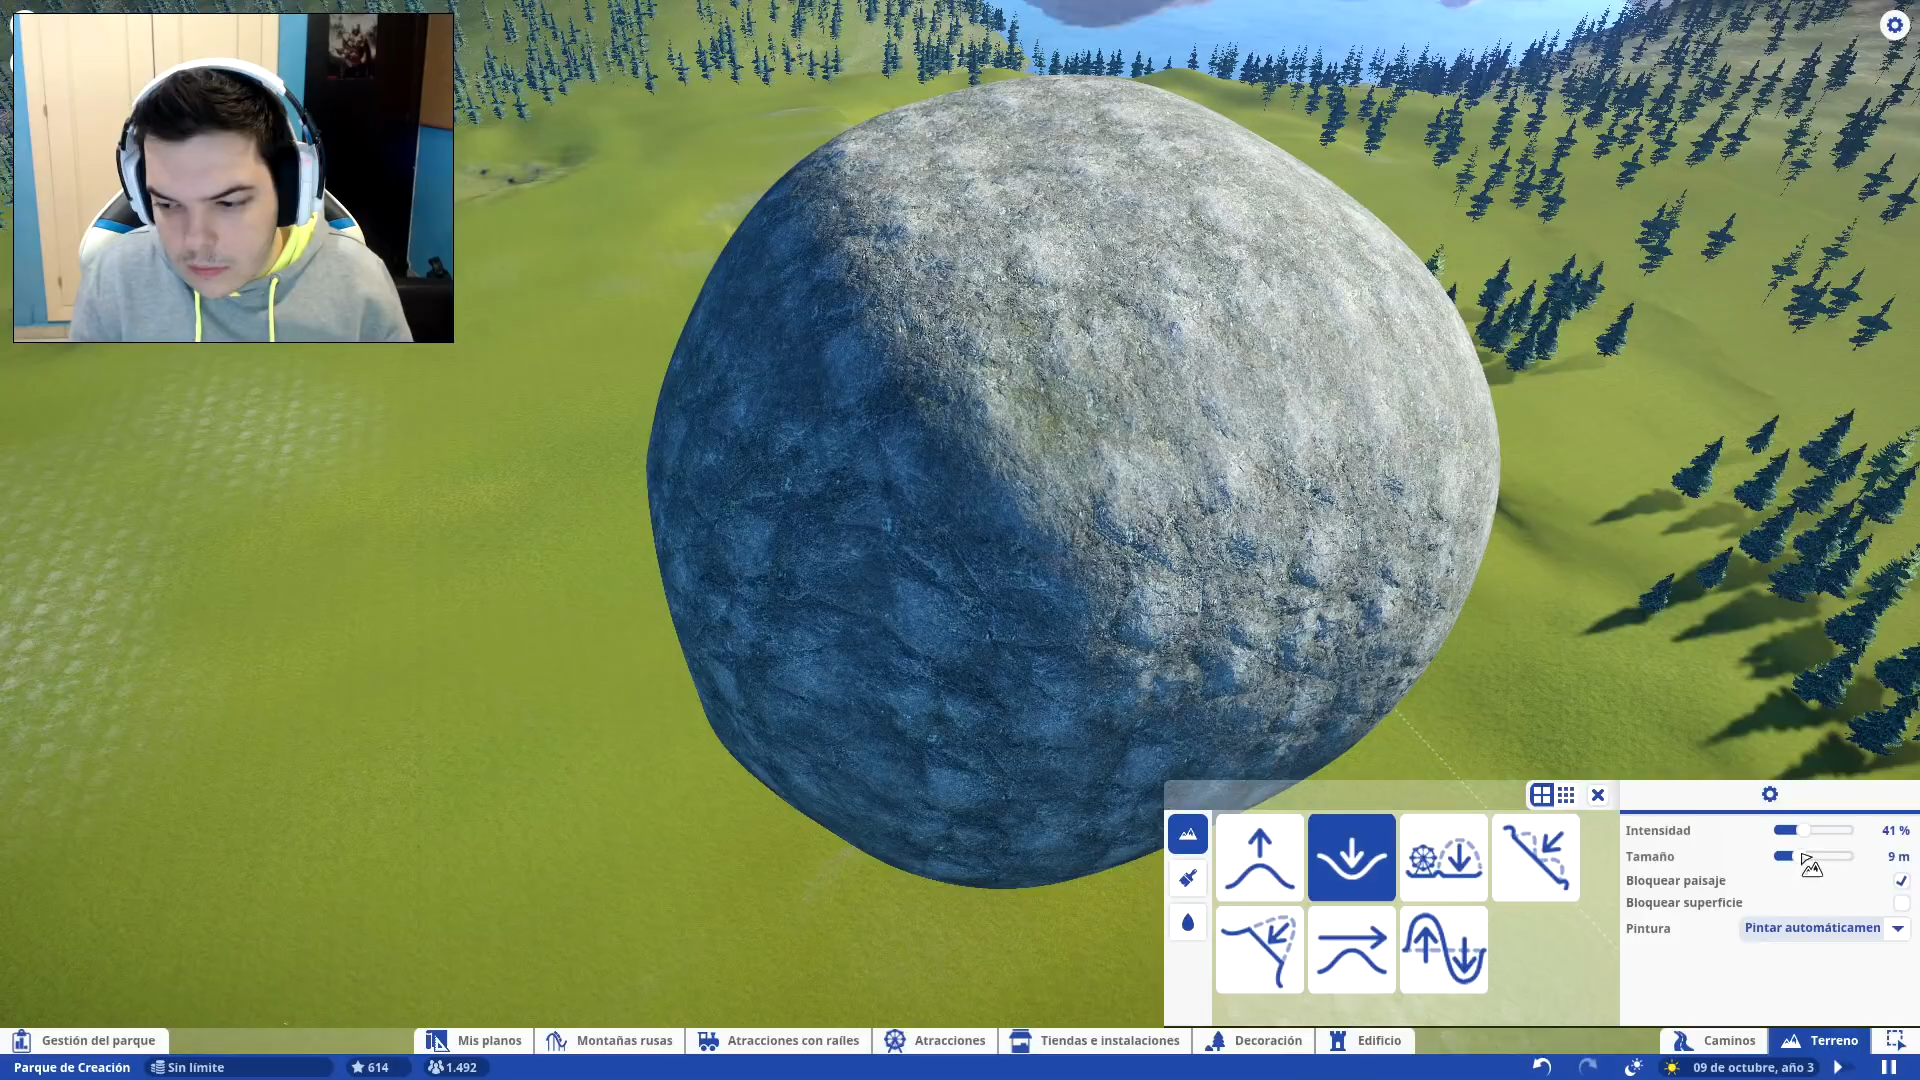 Intensidad 41 %
Tamaño 9 m
Bloquear paisaje
Bloquear superficie
Pintura Pintar automáticamen
Gestión del parque
Mis planos
Montañas rusas
Atracciones con raíles
Atracciones
Tiendas e instalaciones
Decoración
Edificio
Caminos
Terreno
Parque de Creación
Sin límite
614
1.492
09 de octubre, año 3